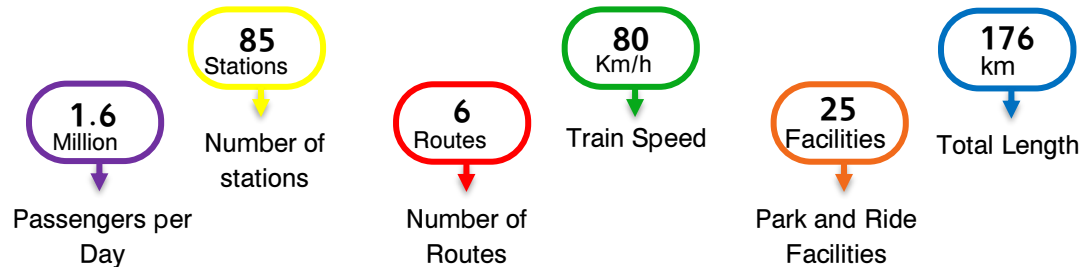 1.6
Million
Passengers per
Day
85
Stations
Number of
stations
6
Routes
Number of
Routes
80
Km/h
Train Speed
25
Facilities
Park and Ride
Facilities
176
km
Total Length